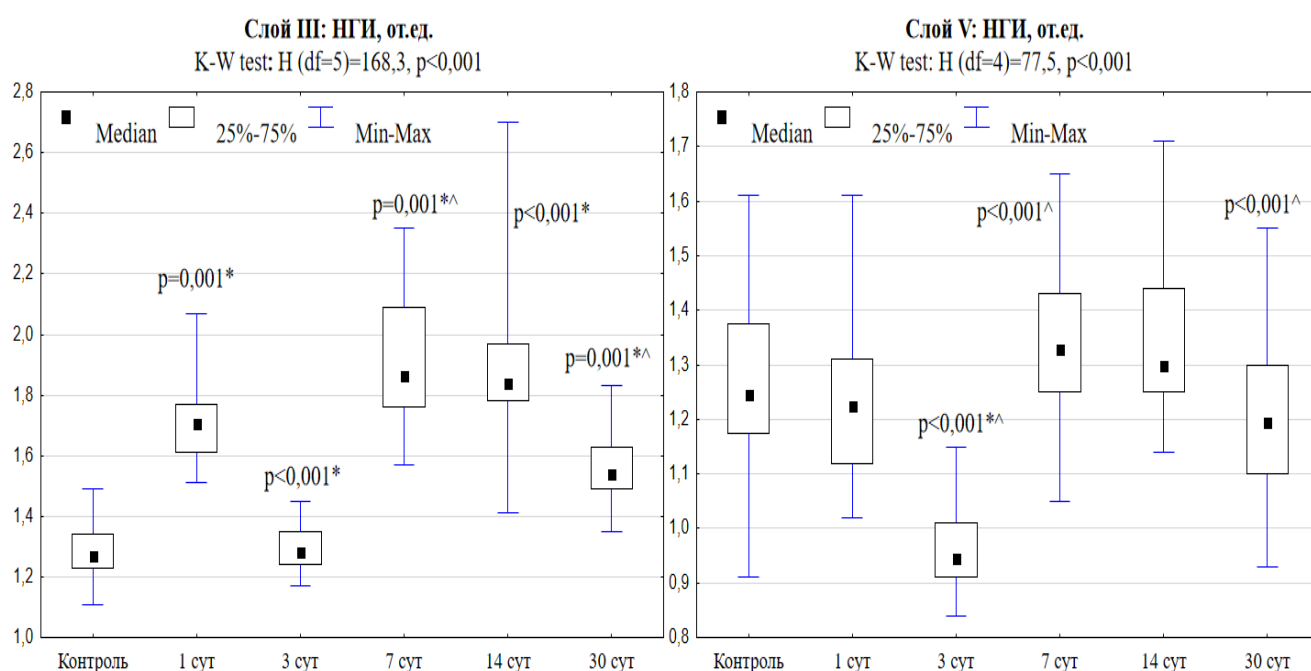 Слой III: НГИ, от.ед.
K-W test: H (df=5)=168,3, p<0,001
2,8
2,6
2,4
2,2
2,0
1,8
1,6
1,4
1,2
1,0
Median 25%-75% Min-Max
p=0,001*
p<0,001*
p=0,001*^
p<0,001*
p=0,001*^
Контроль 1 сут 3 сут 7 сут 14 сут 30 сут
Слой V: НГИ, от.ед.
K-W test: H (df=4)=77,5, p<0,001
1,8
1,7
1,6
1,5
1,4
1,3
1,2
1,1
1,0
0,9
0,8
Median 25%-75% Min-Max
p<0,001*^
p<0,001^
p<0,001^
Контроль 1 сут 3 сут 7 сут 14 сут 30 сут